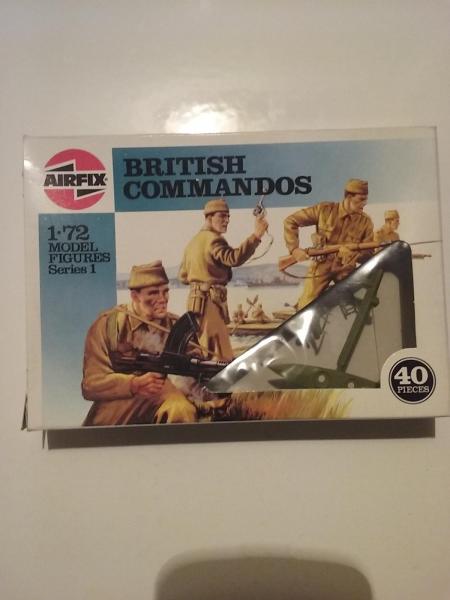 AIRFIX
BRITISH
COMMANDOS
1·72
MODEL
FIGURES
Series 1
40
PIECES